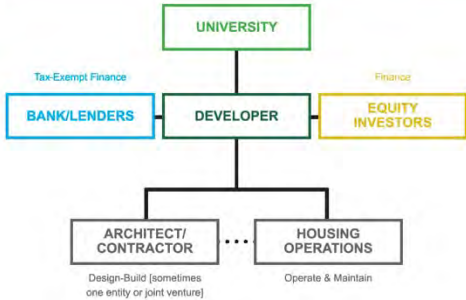 UNIVERSITY
Tax-Exempt Finance
Finance
BANK/LENDERS
DEVELOPER
EQUITY
INVESTORS
ARCHITECT/
CONTRACTOR
HOUSING
OPERATIONS
Design-Build [sometimes
one entity or joint venture]
Operate & Maintain